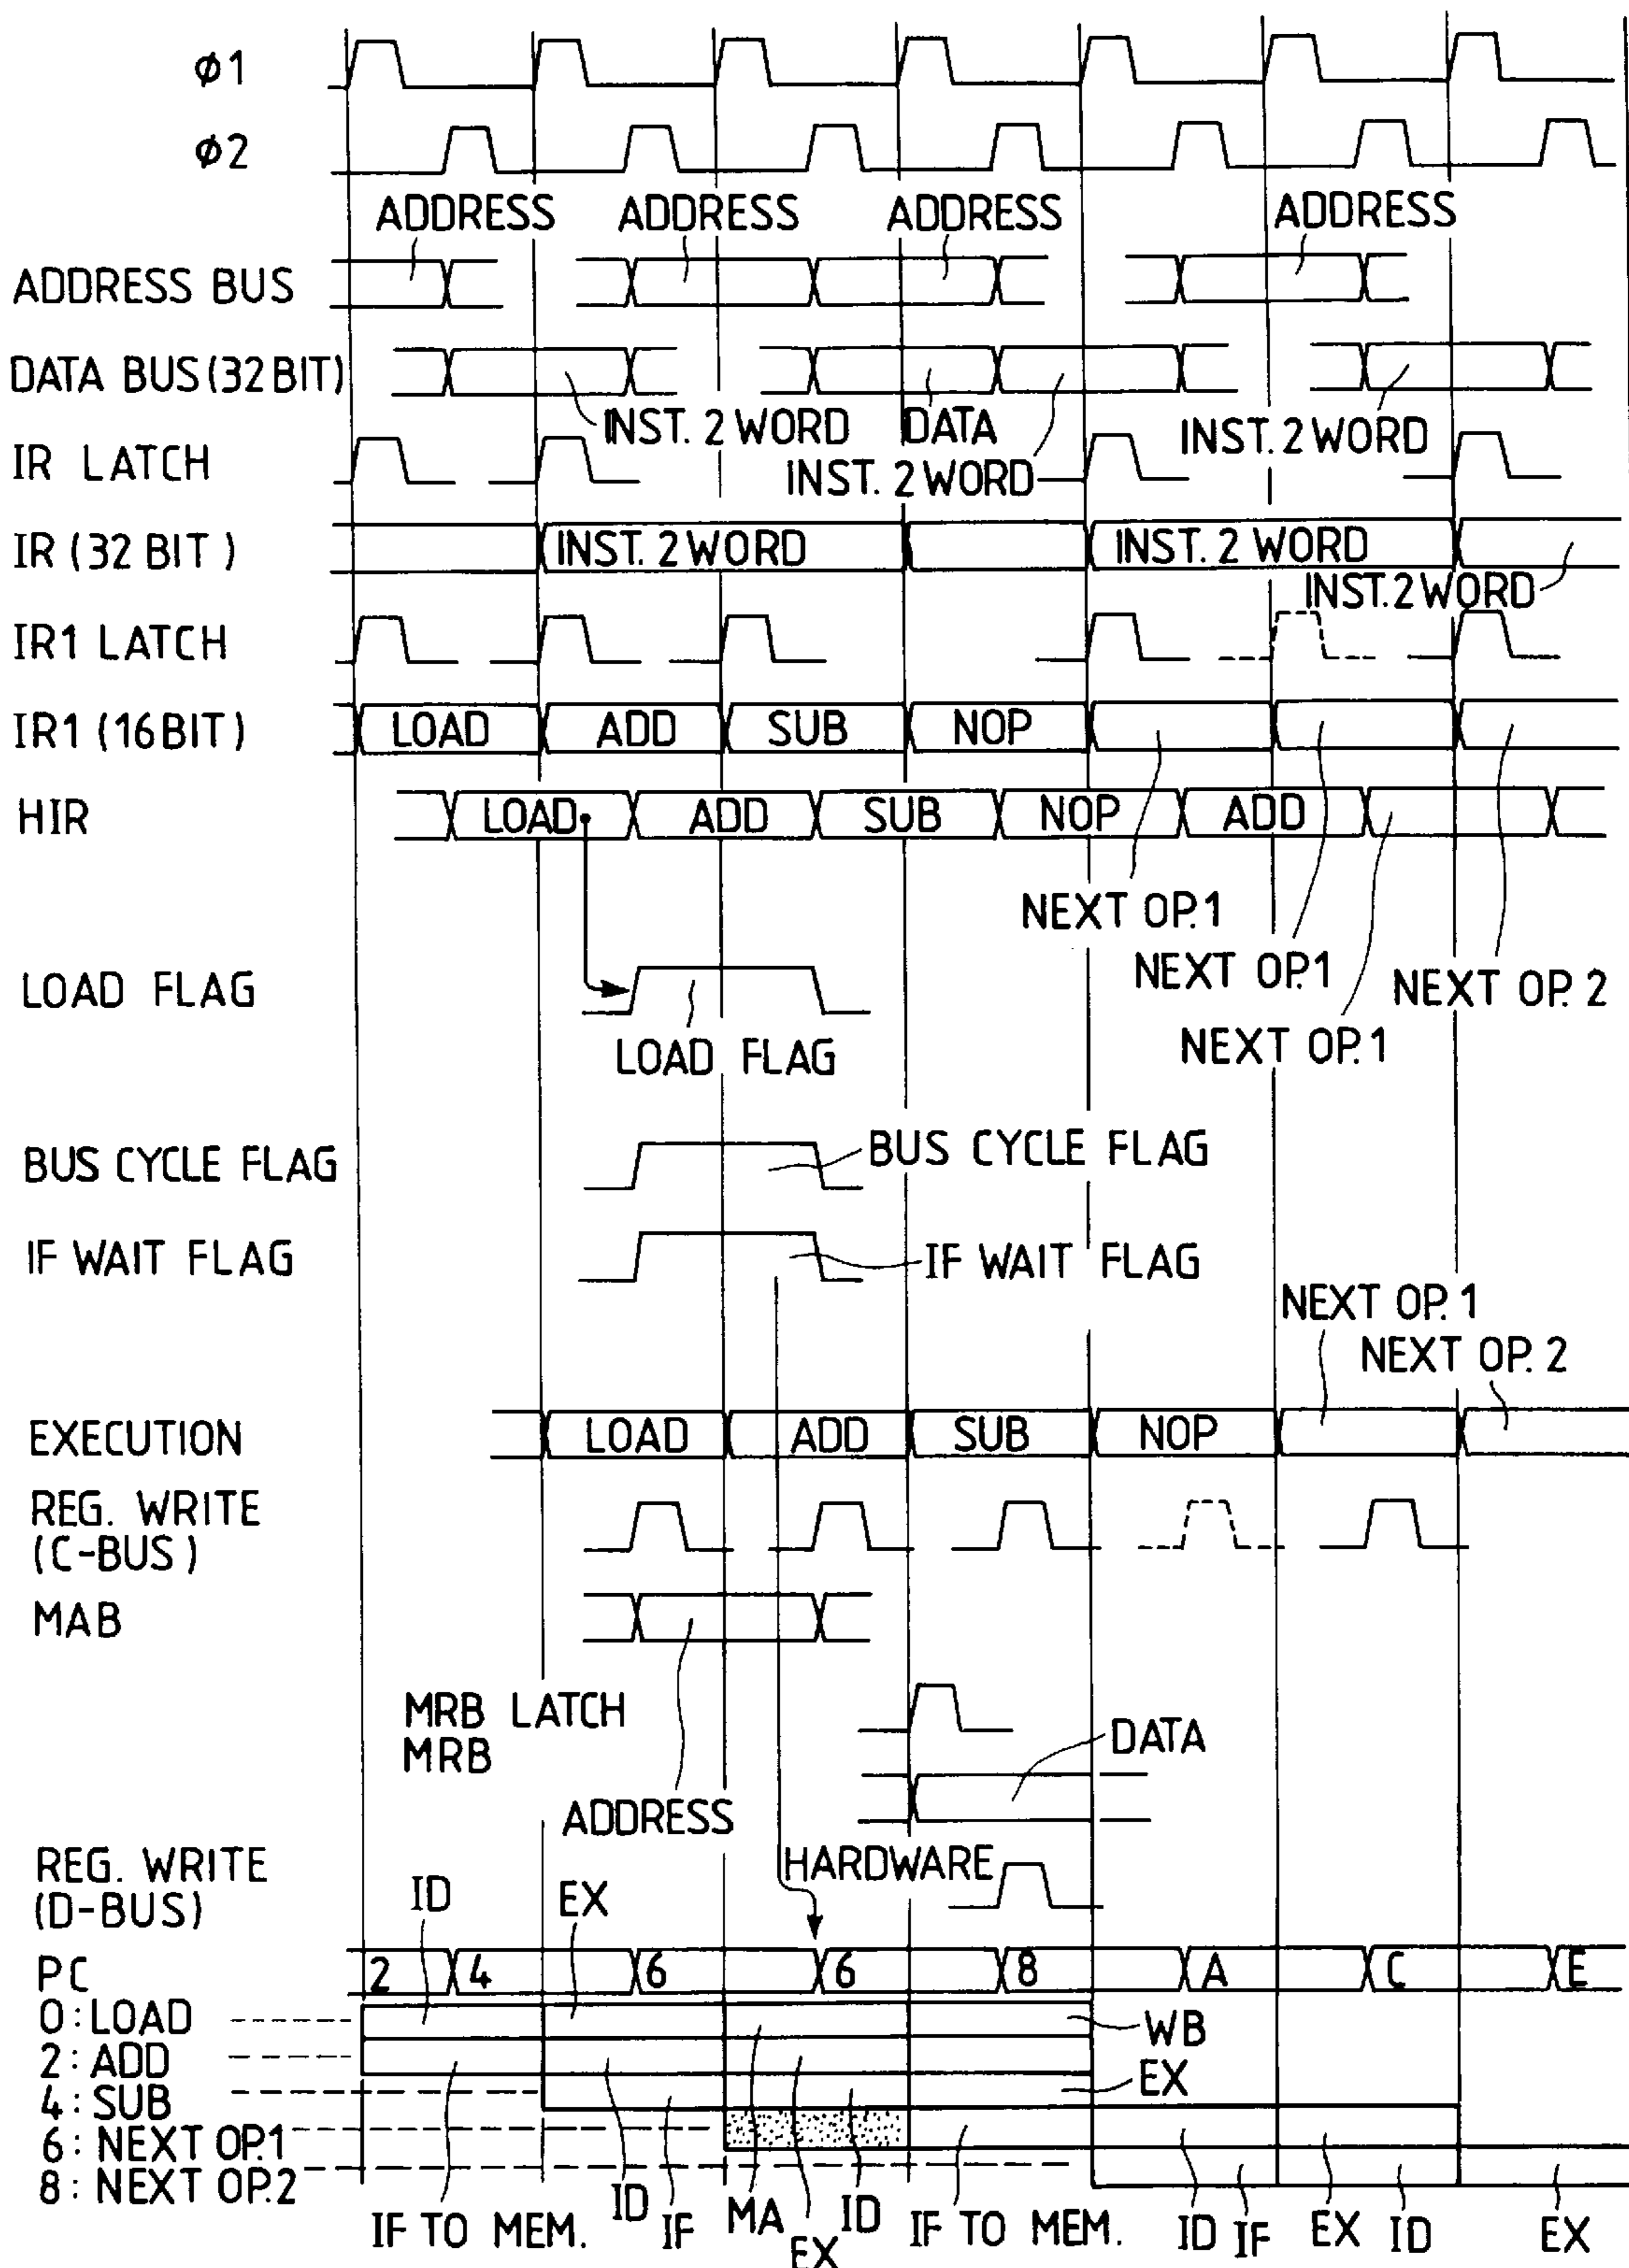 ø1
ø2
ADDRESS ADDRESS ADDRESS ADDRESS
ADDRESS BUS
DATA BUS (32 BIT)
INST. 2 WORD DATA INST. 2 WORD
IR LATCH
INST. 2 WORD
IR (32 BIT) INST. 2 WORD INST. 2 WORD
INST. 2 WORD
IR1 LATCH
IR1 (16 BIT) LOAD ADD SUB NOP
HIR LOAD ADD SUB NOP ADD
NEXT OP. 1
NEXT OP. 1 NEXT OP. 2
LOAD FLAG
NEXT OP. 1
LOAD FLAG
BUS CYCLE FLAG BUS CYCLE FLAG
IF WAIT FLAG IF WAIT FLAG
NEXT OP. 1
NEXT OP. 2
EXECUTION LOAD ADD SUB NOP
REG. WRITE
(C-BUS)
MAB
MRB LATCH
MRB
DATA
ADDRESS
REG. WRITE
(D-BUS)
HARDWARE
ID EX
PC 2 4 6 6 8 A C E
0 : LOAD WB
2 : ADD EX
4 : SUB
6 : NEXT OP.1
8 : NEXT OP.2
IF TO MEM. ID IF MA EX ID IF TO MEM. ID IF EX ID EX